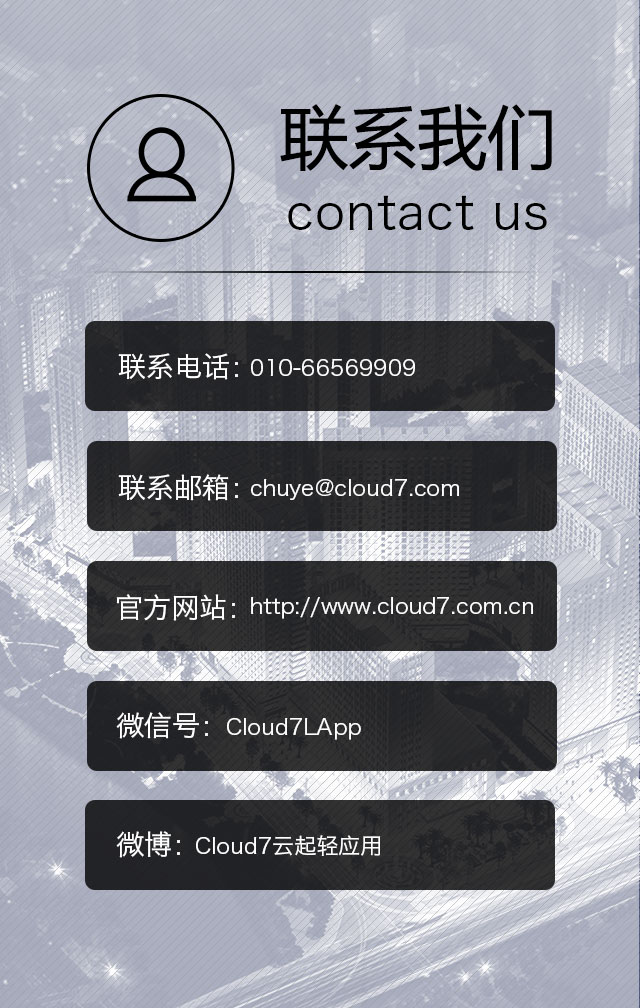 联系我们
contact us
联系电话：010-66569909
联系邮箱：chuye@cloud7.com
官方网站：http://www.cloud7.com.cn
微信号：Cloud7LApp
微博：Cloud7云起轻应用